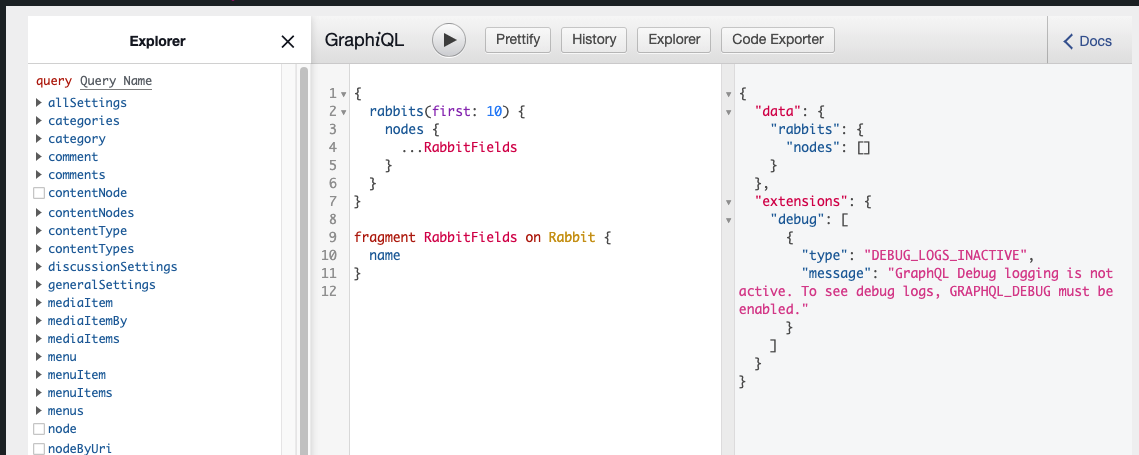 Explorer
query Query Name
allSettings
categories
category
comment
comments
contentNode
contentNodes
contentType
contentTypes
discussionSettings
generalSettings
mediaItem
mediaItemBy
mediaItems
menu
menuItem
menuItems
menus
node
nodeByUri
GraphiQL Prettify History Explorer Code Exporter Docs
1 {
2 rabbits(first: 10) {
3 nodes {
4 ...RabbitFields
5 }
6 }
7 }
8
9 fragment RabbitFields on Rabbit {
10 name
11 }
12
{
"data": {
"rabbits": {
"nodes": []
}
},
"extensions": {
"debug": [
{
"type": "DEBUG_LOGS_INACTIVE",
"message": "GraphQL Debug logging is not
active. To see debug logs, GRAPHQL_DEBUG must be
enabled."
}
]
}
}